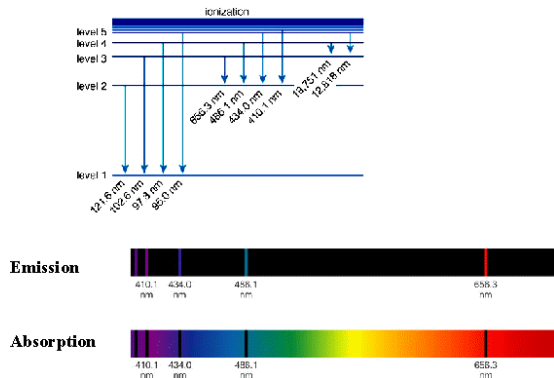 ionization
level 5
level 4
level 3
level 2
656.3 nm
486.1 nm
434.0 nm
410.1 nm
18,751 nm
12,818 nm
level 1
121.6 nm
102.6 nm
97.3 nm
95.0 nm
Emission
410.1 434.0 486.1 656.3
nm nm nm nm
Absorption
410.1 434.0 486.1 656.3
nm nm nm nm